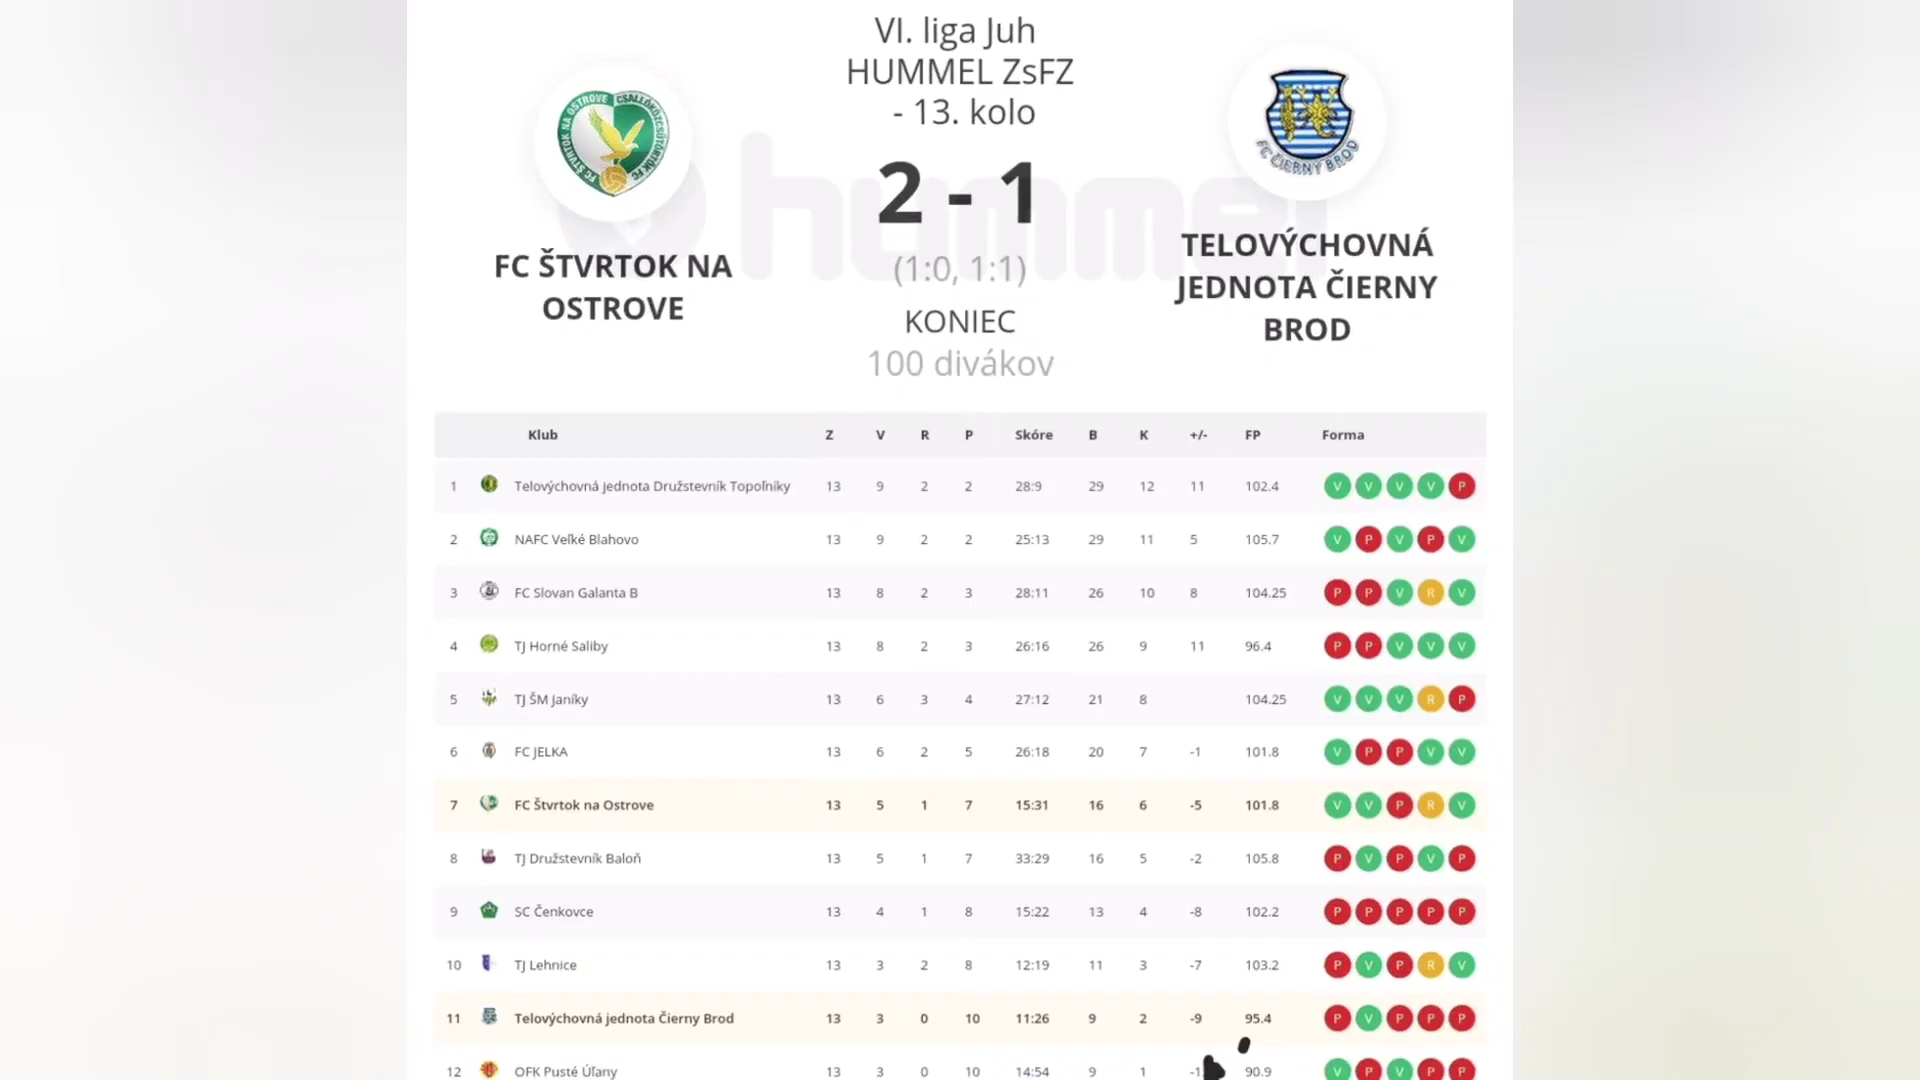 VI. liga Juh
HUMMEL ZsFZ
- 13. kolo
FC ŠTVRTOK NA OSTROVE CSALLÓKÖZCSÜTÖRTÖK FC
FC ČIERNY BROD
hummel
2 - 1
(1:0, 1:1)
KONIEC
100 divákov
FC ŠTVRTOK NA
OSTROVE
TELOVÝCHOVNÁ
JEDNOTA ČIERNY
BROD
Klub Z V R P Skóre B K +/- FP Forma
1 Telovýchovná jednota Družstevník Topoľníky 13 9 2 2 28:9 29 12 11 102.4 V V V V P
2 NAFC Veľké Blahovo 13 9 2 2 25:13 29 11 5 105.7 V P V P V
3 FC Slovan Galanta B 13 8 2 3 28:11 26 10 8 104.25 P P V R V
4 TJ Horné Saliby 13 8 2 3 26:16 26 9 11 96.4 P P V V V
5 TJ ŠM Janíky 13 6 3 4 27:12 21 8 104.25 V V V R P
6 FC JELKA 13 6 2 5 26:18 20 7 -1 101.8 V P P V V
7 FC Štvrtok na Ostrove 13 5 1 7 15:31 16 6 -5 101.8 V V P R V
8 TJ Družstevník Baloň 13 5 1 7 33:29 16 5 -2 105.8 P V P V P
9 SC Čenkovce 13 4 1 8 15:22 13 4 -8 102.2 P P P P P
10 TJ Lehnice 13 3 2 8 12:19 11 3 -7 103.2 P V P R V
11 Telovýchovná jednota Čierny Brod 13 3 0 10 11:26 9 2 -9 95.4 P V P P P
12 OFK Pusté Úľany 13 3 0 10 14:54 9 1 90.9 V P V P P